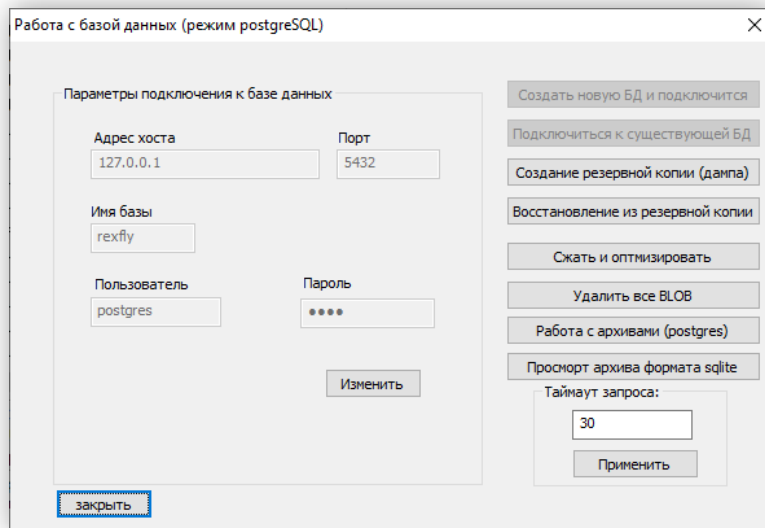 Работа с базой данных (режим postgreSQL)
Параметры подключения к базе данных
Адрес хоста
Порт
127.0.0.1
5432
Имя базы
rexfly
Пользователь
Пароль
postgres
••••
Изменить
закрыть
Создать новую БД и подключится
Подключиться к существующей БД
Создание резервной копии (дампа)
Восстановление из резервной копии
Сжать и оптмизировать
Удалить все BLOB
Работа с архивами (postgres)
Просморт архива формата sqlite
Таймаут запроса:
30
Применить